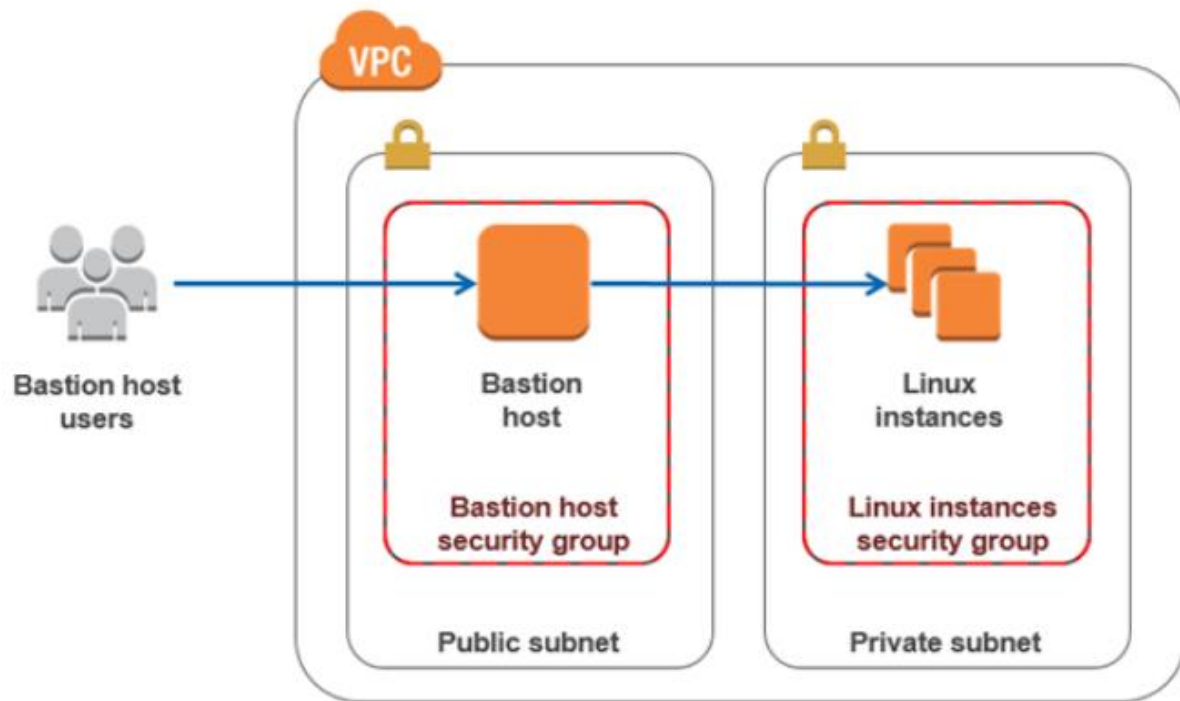 VPC
Bastion host
users
Bastion
host
Bastion host
security group
Public subnet
Linux
instances
Linux instances
security group
Private subnet